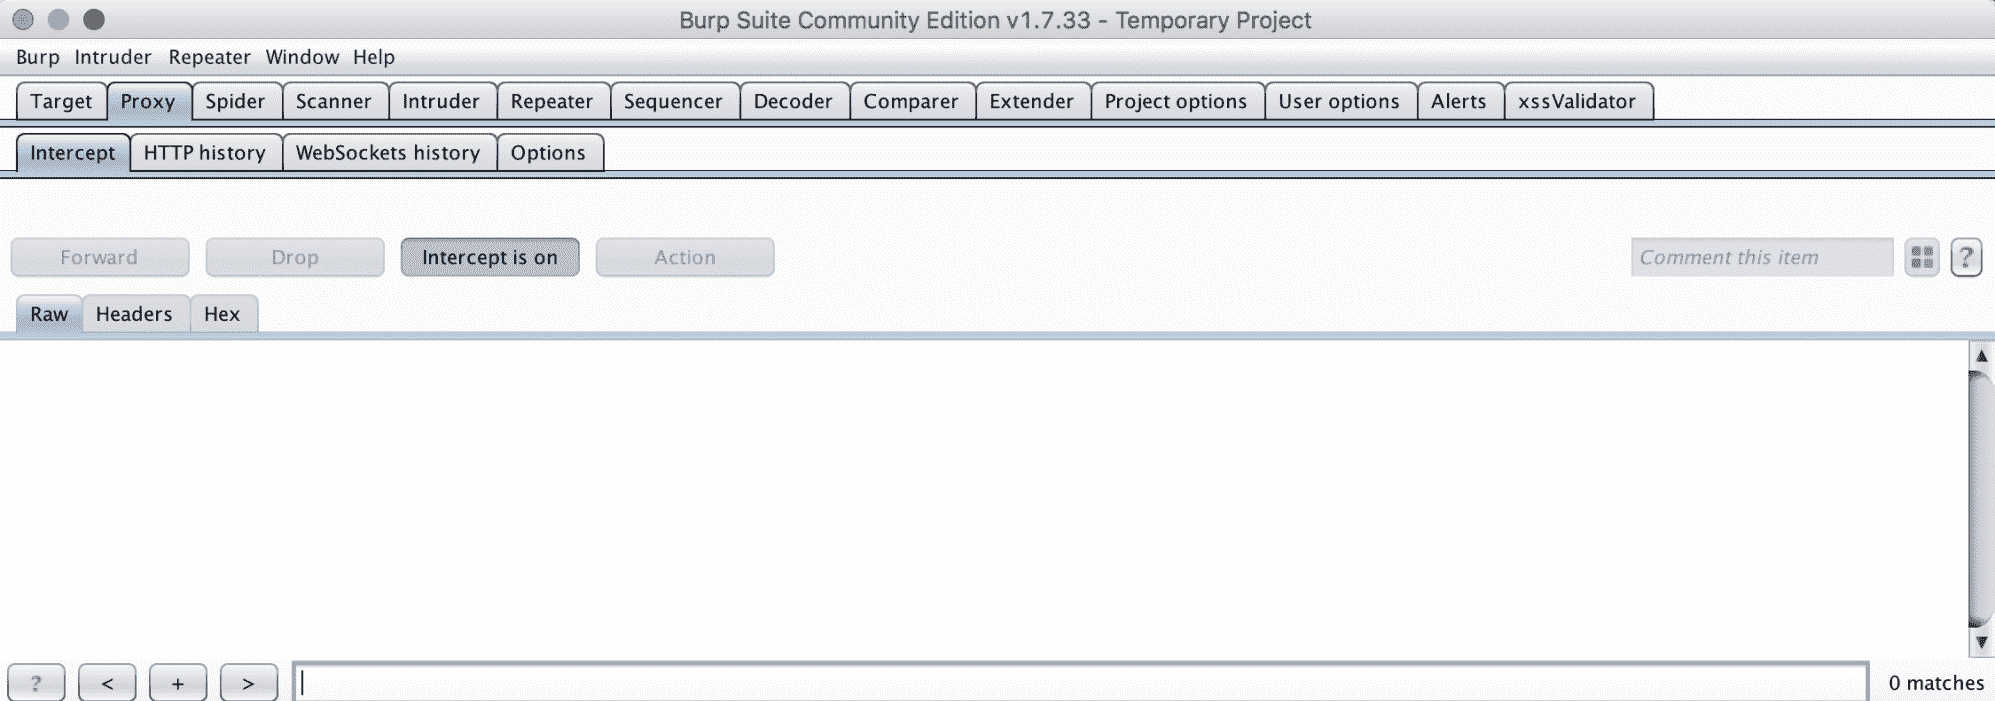 Burp Suite Community Edition v1.7.33 - Temporary Project
Burp Intruder Repeater Window Help
Target Proxy Spider Scanner Intruder Repeater Sequencer Decoder Comparer Extender Project options User options Alerts xssValidator
Intercept HTTP history WebSockets history Options
Forward Drop Intercept is on Action Comment this item ?
Raw Headers Hex
? < + > 0 matches